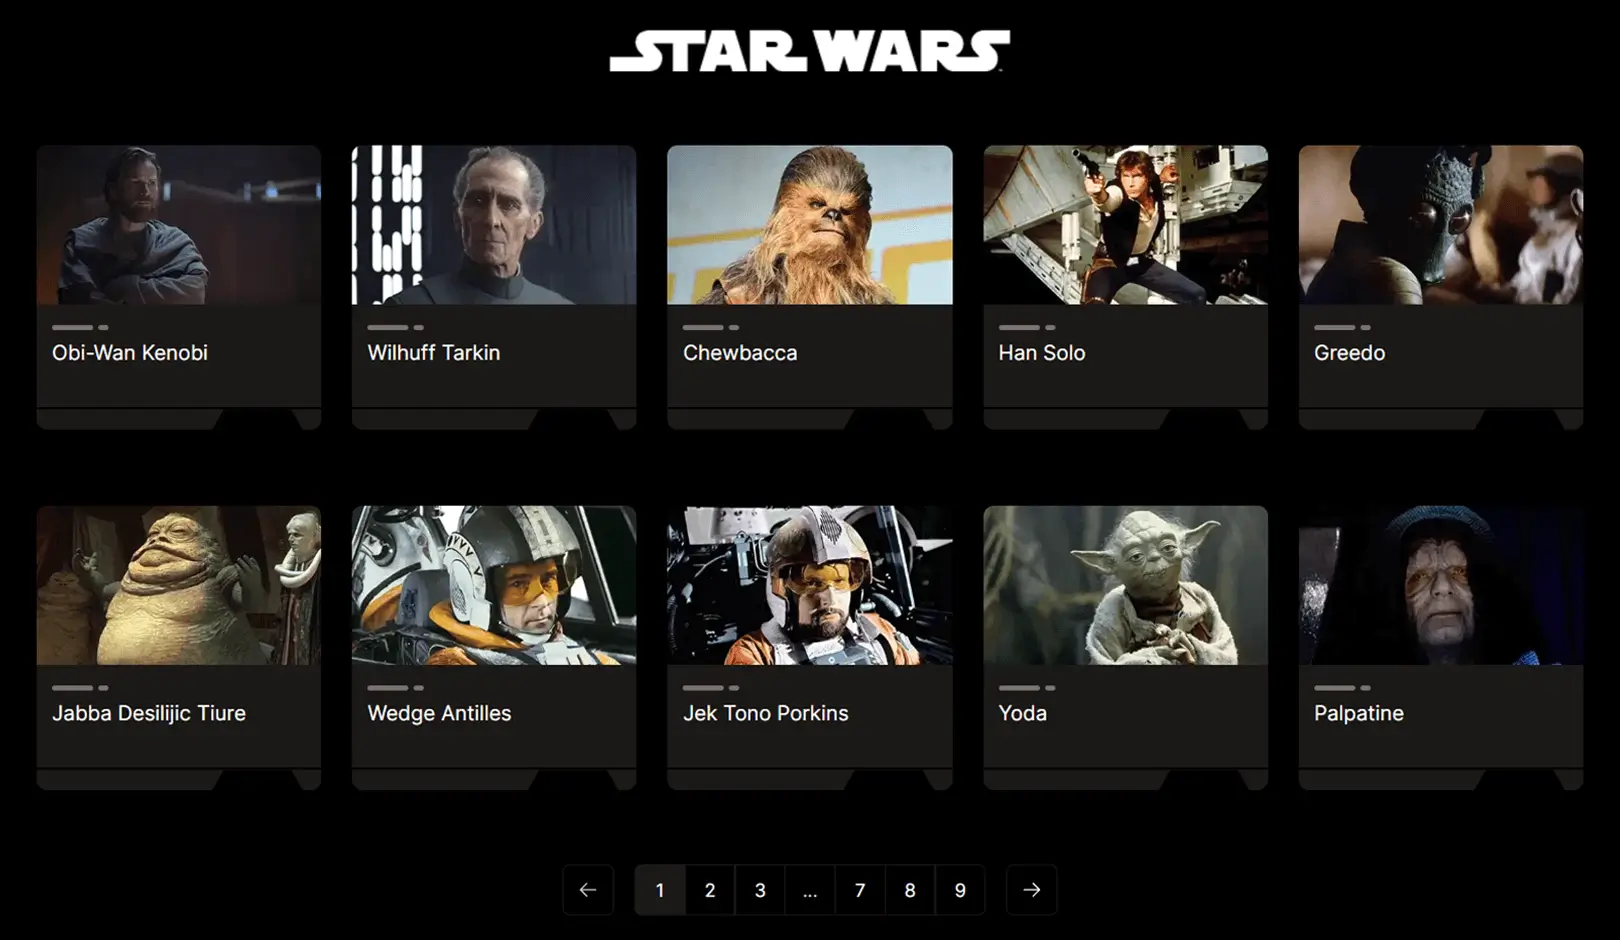 STAR WARS
Obi-Wan Kenobi
Wilhuff Tarkin
Chewbacca
Han Solo
Greedo
Jabba Desilijic Tiure
Wedge Antilles
Jek Tono Porkins
Yoda
Palpatine
← 1 2 3 ... 7 8 9 →